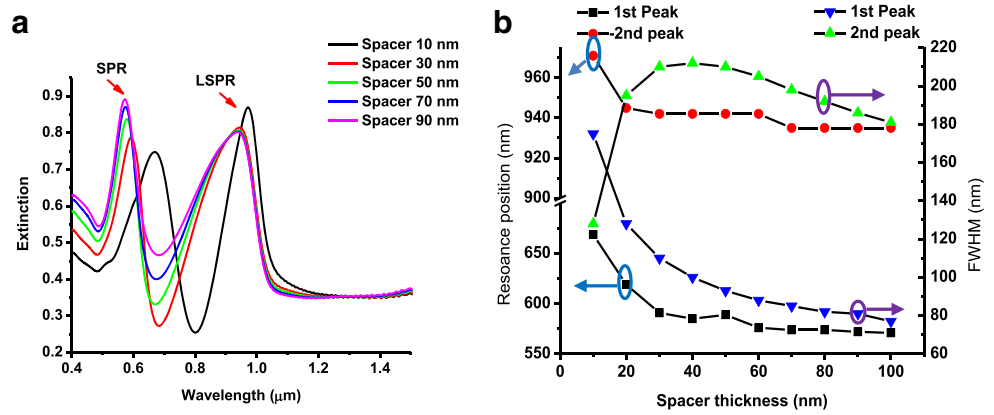 a
SPR
LSPR
Spacer 10 nm
Spacer 30 nm
Spacer 50 nm
Spacer 70 nm
Spacer 90 nm
Extinction
0.9
0.8
0.7
0.6
0.5
0.4
0.3
0.2
0.4 0.6 0.8 1.0 1.2 1.4
Wavelength (μm)
b
1st Peak
-2nd peak
1st Peak
2nd peak
Resoance position (nm)
960
940
920
900
650
600
550
220
200
180
160
140
120
100
80
60
FWHM (nm)
0 20 40 60 80 100
Spacer thickness (nm)